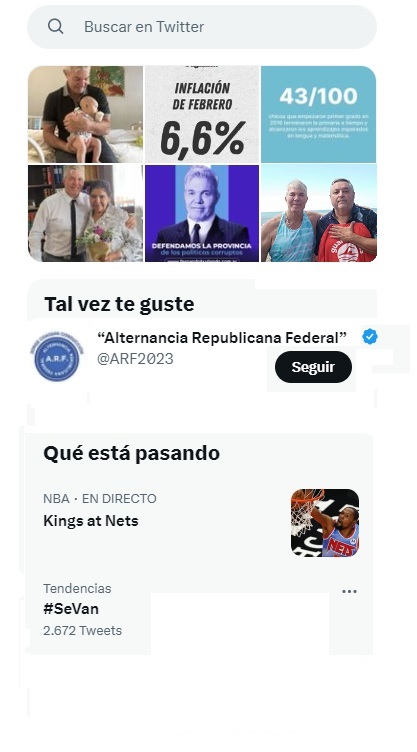 Buscar en Twitter
INFLACIÓN
DE FEBRERO
6,6%
43/100
chicos que empezaron primer grado en
2016 terminaron la primaria a tiempo y
alcanzaron los aprendizajes esperados
en lengua y matemática.
DEFENDAMOS LA PROVINCIA
de los políticos corruptos
Tal vez te guste
“Alternancia Republicana Federal”
@ARF2023
A.R.F.
Seguir
Qué está pasando
NBA · EN DIRECTO
Kings at Nets
NETS
Tendencias
#SeVan
2.672 Tweets